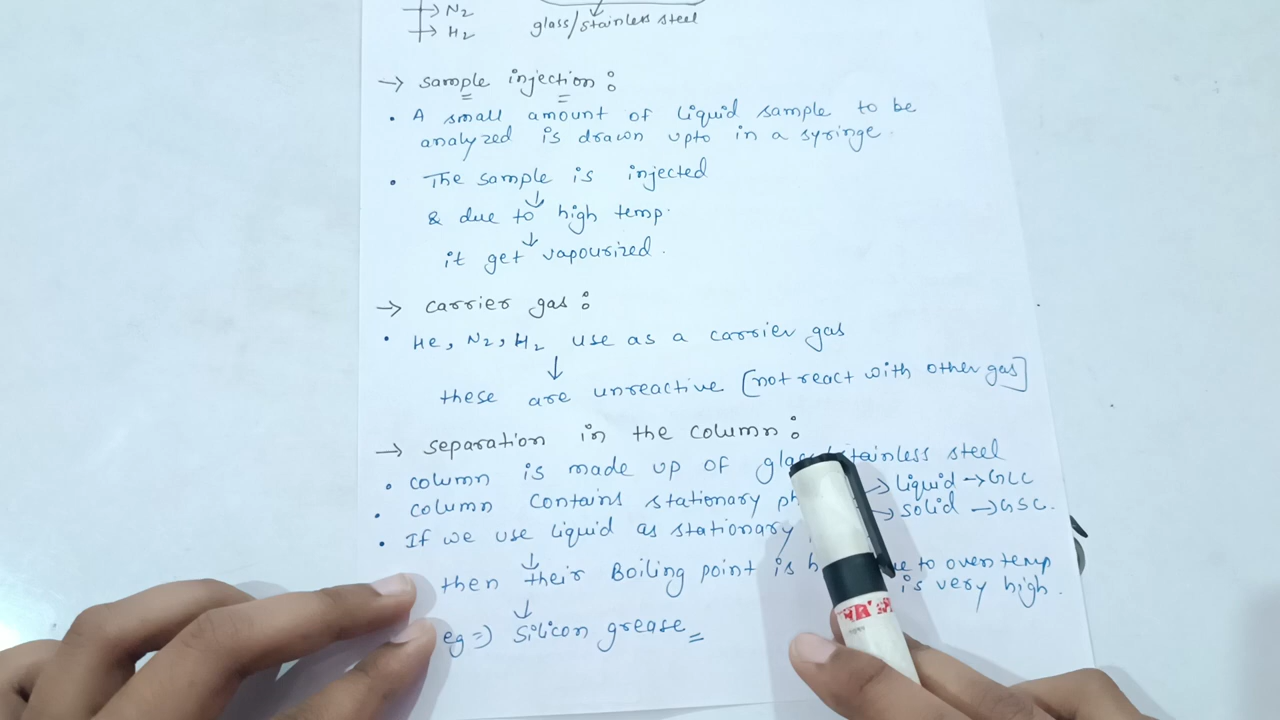 → N2
→ H2
glass/stainless steel
→ sample injection :
• A small amount of liquid sample to be
analyzed is drawn upto in a syringe.
• The sample is injected
↓
& due to high temp.
↓
it get vapourized.
→ carrier gas :
• He, N2, H2 use as a carrier gas
↓
these are unreactive [not react with other gas]
→ separation in the column :
• column is made up of stainless steel
• column contains stationary → liquid → GLC
→ solid → GSC.
• If we use liquid as stationary
↓
then their Boiling point is to oven temp
is very high.
↓
eg ⇒ Silicon grease